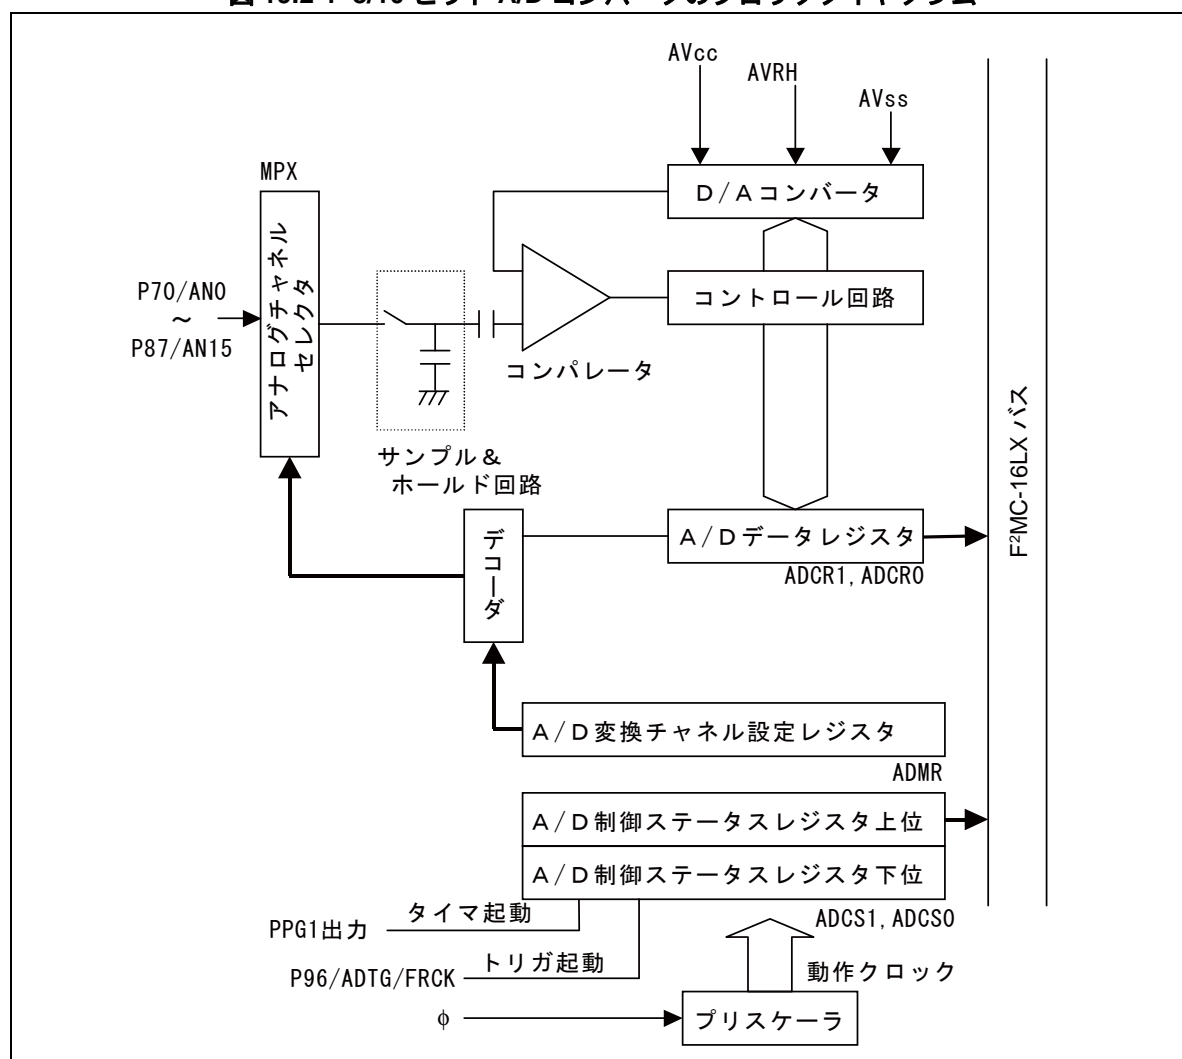 AVcc
AVRH
AVss
MPX
D/Aコンバータ
アナログチャネル
セレクタ
P70/AN0
～
P87/AN15
コントロール回路
コンパレータ
サンプル＆
ホールド回路
デコーダ
A/Dデータレジスタ
ADCR1, ADCR0
F²MC-16LX バス
A/D変換チャネル設定レジスタ
ADMR
A/D制御ステータスレジスタ上位
A/D制御ステータスレジスタ下位
ADCS1, ADCS0
PPG1出力
タイマ起動
P96/ADTG/FRCK
トリガ起動
動作クロック
φ
プリスケーラ